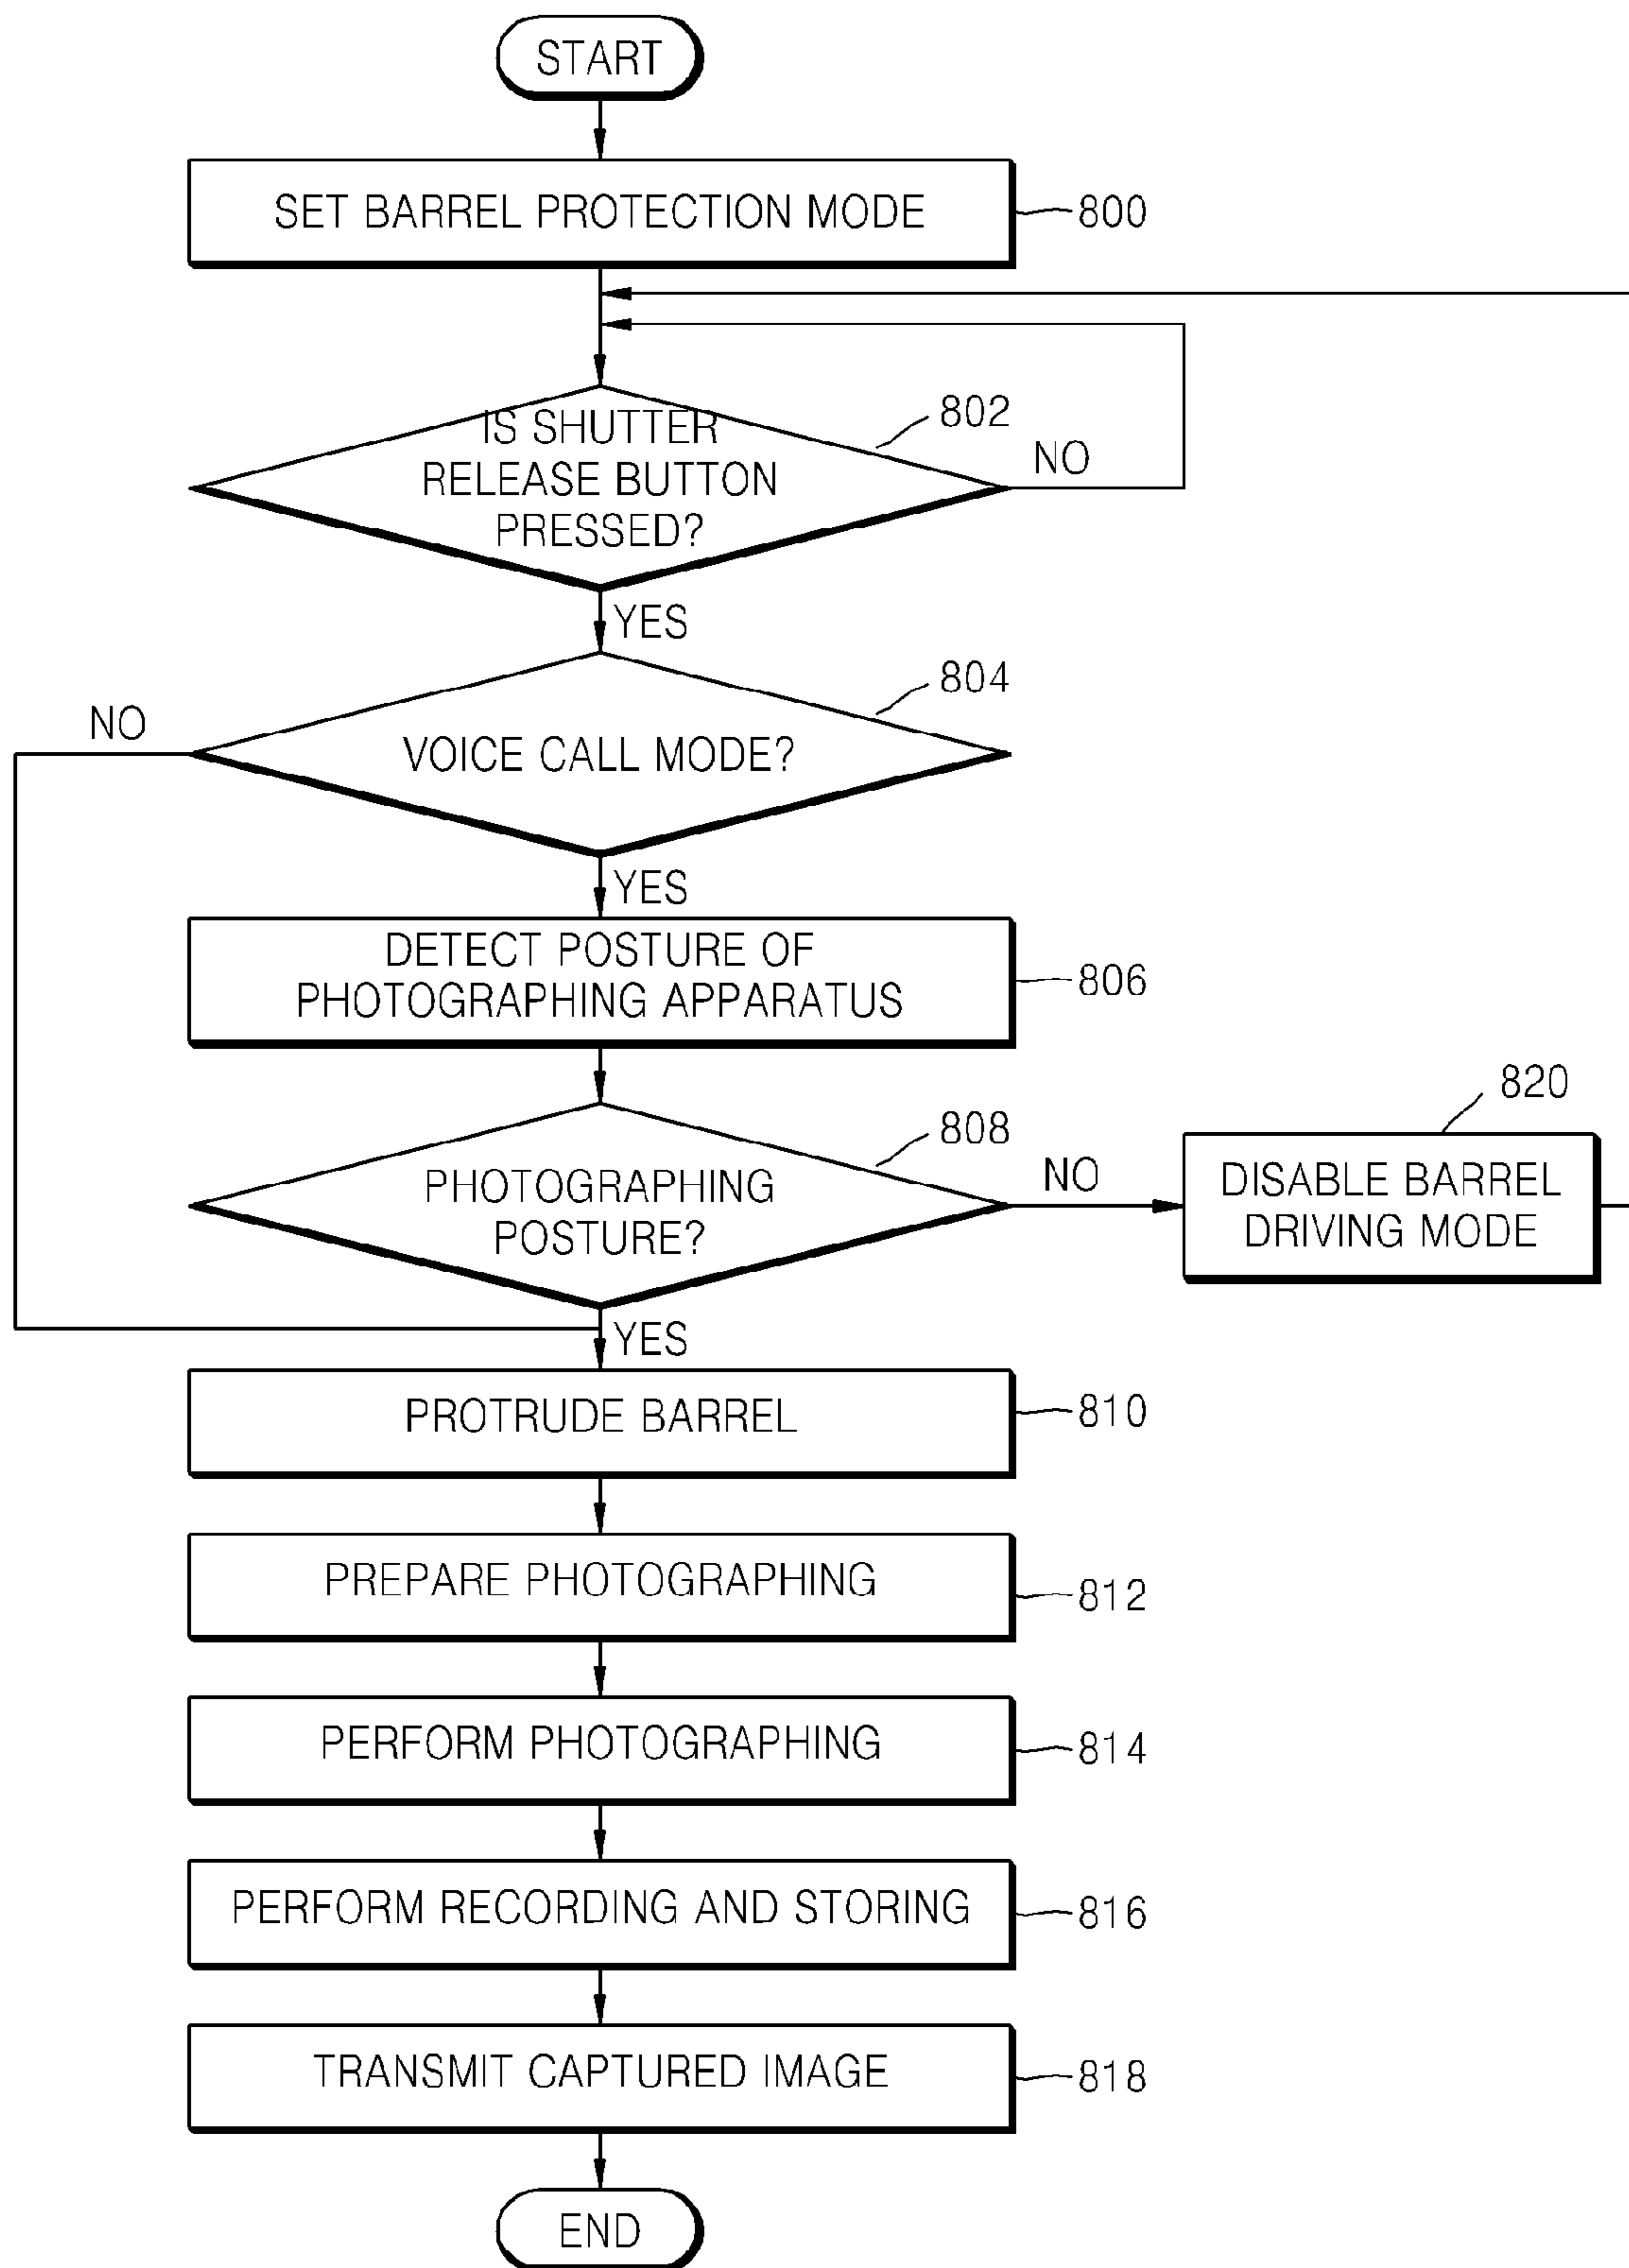 START
SET BARREL PROTECTION MODE
800
IS SHUTTER
RELEASE BUTTON
PRESSED?
802
NO
YES
804
NO
VOICE CALL MODE?
YES
DETECT POSTURE OF
PHOTOGRAPHING APPARATUS
806
808
PHOTOGRAPHING
POSTURE?
NO
820
DISABLE BARREL
DRIVING MODE
YES
PROTRUDE BARREL
810
PREPARE PHOTOGRAPHING
812
PERFORM PHOTOGRAPHING
814
PERFORM RECORDING AND STORING
816
TRANSMIT CAPTURED IMAGE
818
END